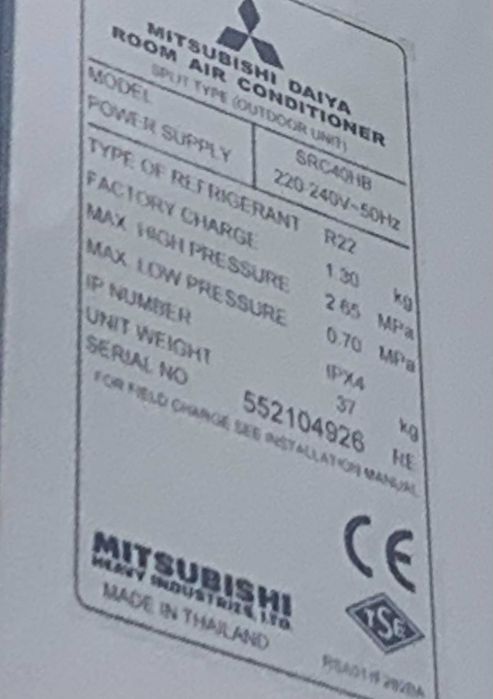 MITSUBISHI DAIYA
ROOM AIR CONDITIONER
SPLIT TYPE (OUTDOOR UNIT)
MODEL SRC40HB
POWER SUPPLY 220-240V~50Hz
TYPE OF REFRIGERANT R22
FACTORY CHARGE 1.30 kg
MAX. HIGH PRESSURE 2.65 MPa
MAX. LOW PRESSURE 0.70 MPa
IP NUMBER IPX4
UNIT WEIGHT 37 kg
SERIAL NO 552104926 RE
FOR FIELD CHARGE SEE INSTALLATION MANUAL
CE
MITSUBISHI
HEAVY INDUSTRIES, LTD.
TSE
MADE IN THAILAND